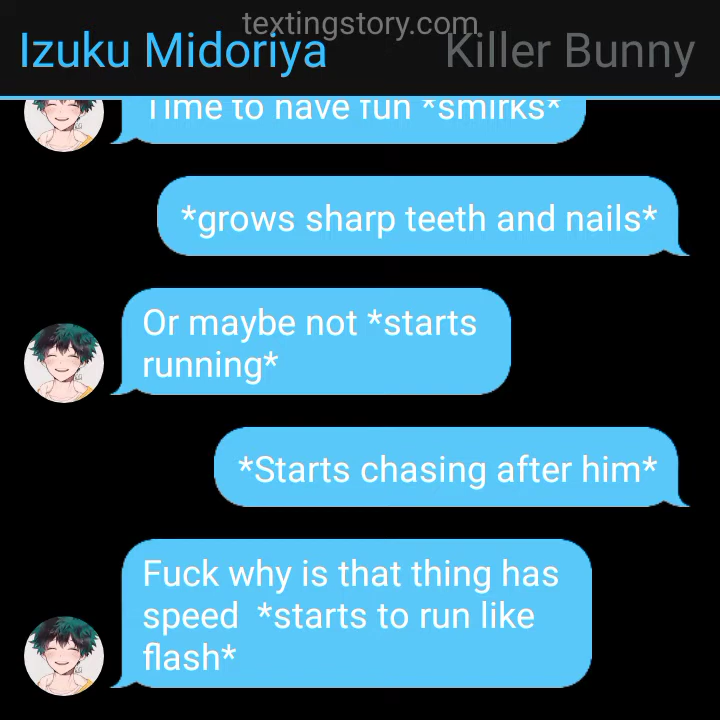 textingstory.com
Izuku Midoriya Killer Bunny
Time to have fun *smirks*
*grows sharp teeth and nails*
Or maybe not *starts
running*
*Starts chasing after him*
Fuck why is that thing has
speed  *starts to run like
flash*